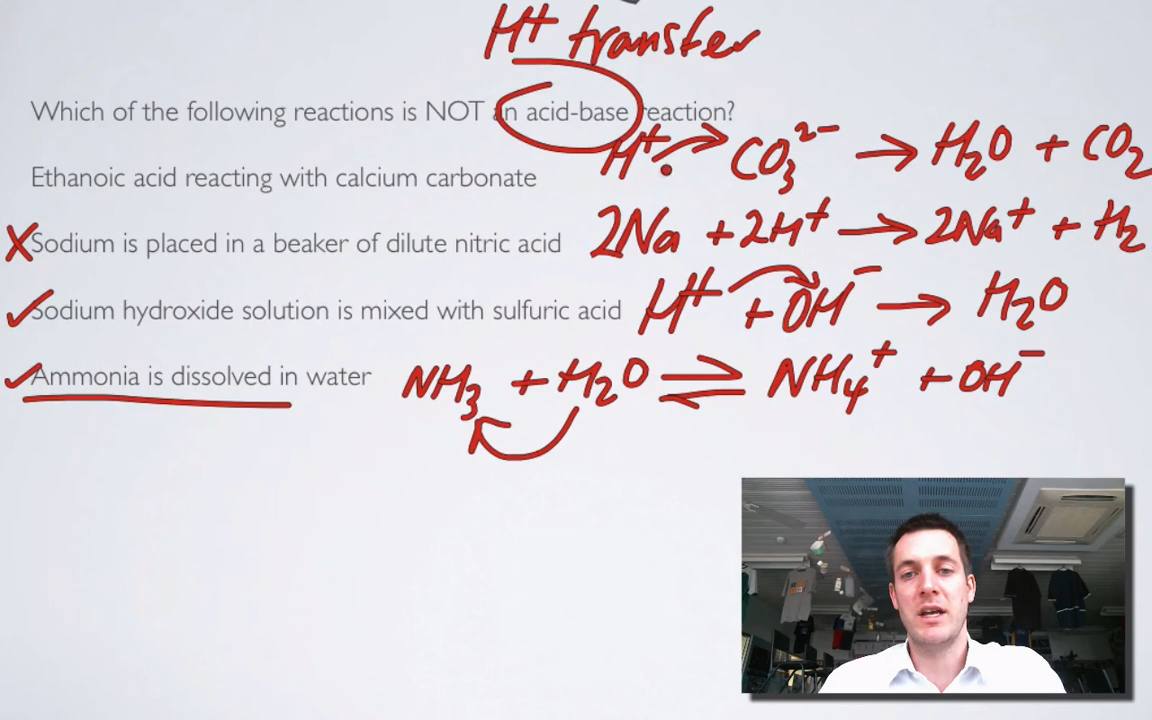 H⁺ transfer
Which of the following reactions is NOT an acid-base reaction?
H⁺ CO₃²⁻ → H₂O + CO₂
Ethanoic acid reacting with calcium carbonate
X Sodium is placed in a beaker of dilute nitric acid 2Na + 2H⁺ → 2Na⁺ + H₂
✓ Sodium hydroxide solution is mixed with sulfuric acid H⁺ + OH⁻ → H₂O
✓ Ammonia is dissolved in water NH₃ + H₂O ⇌ NH₄⁺ + OH⁻